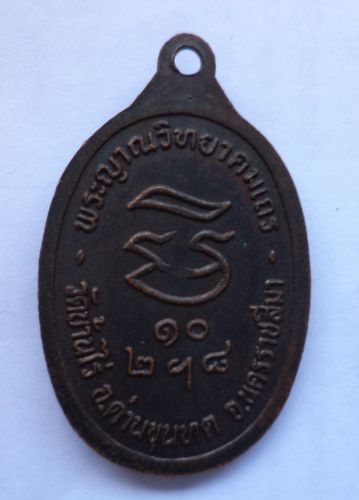 พระญาณวิทยาคมเถร
๑๐
๒ ๗ ๘
วัดบ้านไร่ อ.ด่านขุนทด จ.นครราชสีมา